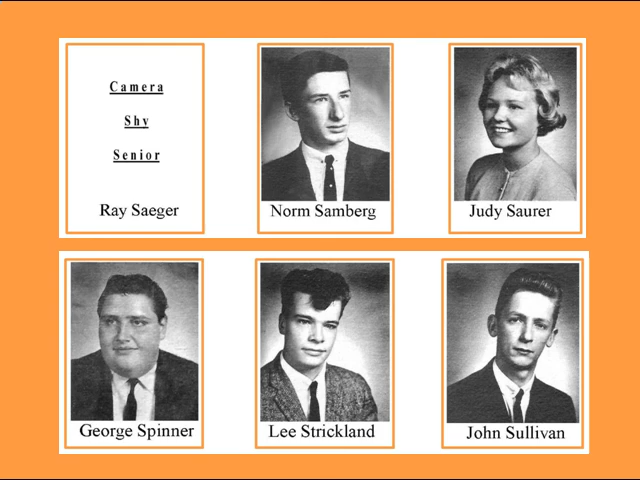 Camera
Shy
Senior
Ray Saeger
Norm Samberg
Judy Saurer
George Spinner
Lee Strickland
John Sullivan